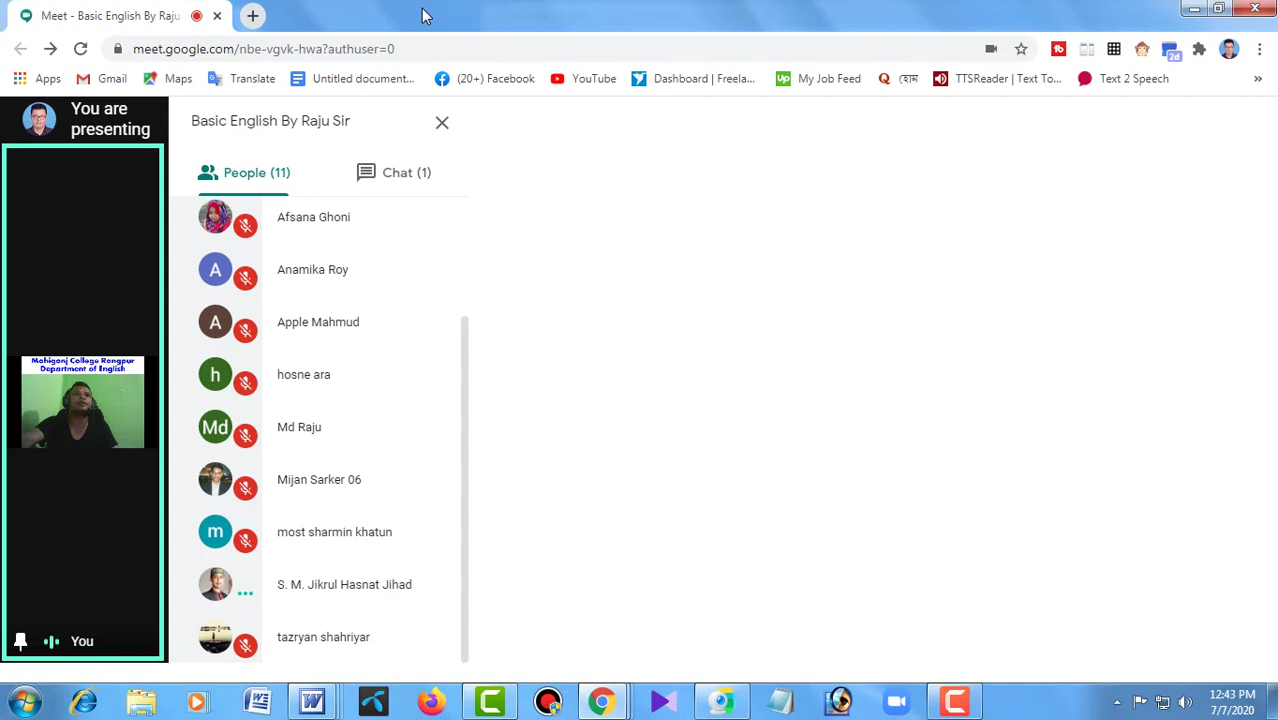 Meet - Basic English By Raju
meet.google.com/nbe-vgvk-hwa?authuser=0
2d
Apps
Gmail
Maps
Translate
Untitled document...
(20+) Facebook
YouTube
Dashboard | Freela...
Up My Job Feed
হোম
TTSReader | Text To...
Text 2 Speech
»
You are
presenting
Mahiganj College Rangpur
Department of English
You
Basic English By Raju Sir
People (11)
Chat (1)
Afsana Ghoni
A
Anamika Roy
A
Apple Mahmud
h
hosne ara
Md
Md Raju
Mijan Sarker 06
m
most sharmin khatun
S. M. Jikrul Hasnat Jihad
tazryan shahriyar
12:43 PM
7/7/2020